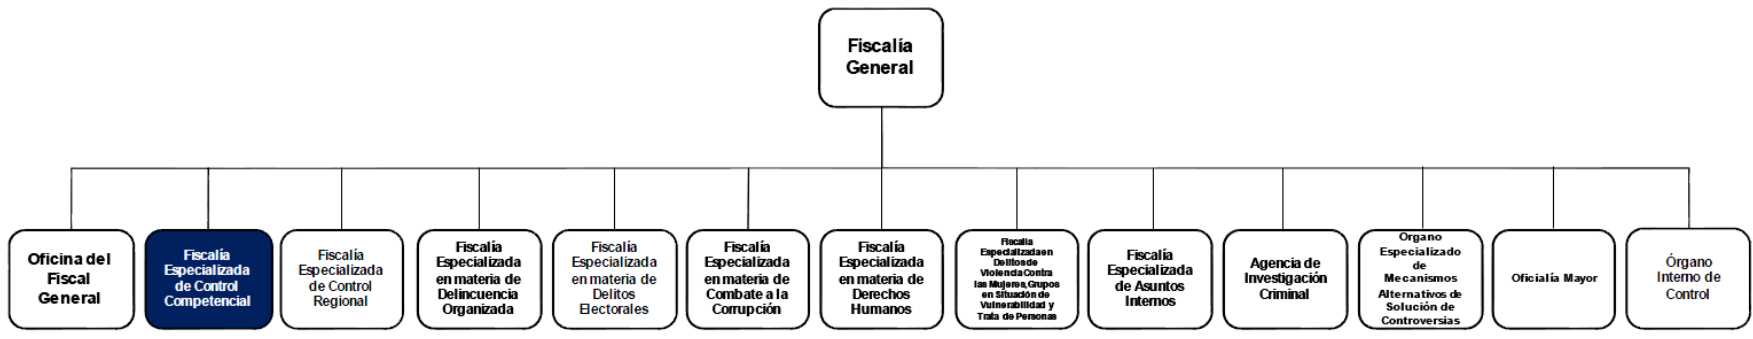 Fiscalía
General
Oficina del
Fiscal
General
Fiscalía
Especializada
de Control
Competencial
Fiscalía
Especializada
de Control
Regional
Fiscalía
Especializada
en materia de
Delincuencia
Organizada
Fiscalía
Especializada
en materia de
Delitos
Electorales
Fiscalía
Especializada
en materia de
Combate a la
Corrupción
Fiscalía
Especializada
en materia de
Derechos
Humanos
Fiscalía
Especializada en
Delitos de
Violencia Contra
las Mujeres, Grupos
en Situación de
Vulnerabilidad y
Trata de Personas
Fiscalía
Especializada
de Asuntos
Internos
Agencia de
Investigación
Criminal
Organo
Especializado
de
Mecanismos
Alternativos de
Solución de
Controversias
Oficialía Mayor
Órgano
Interno de
Control